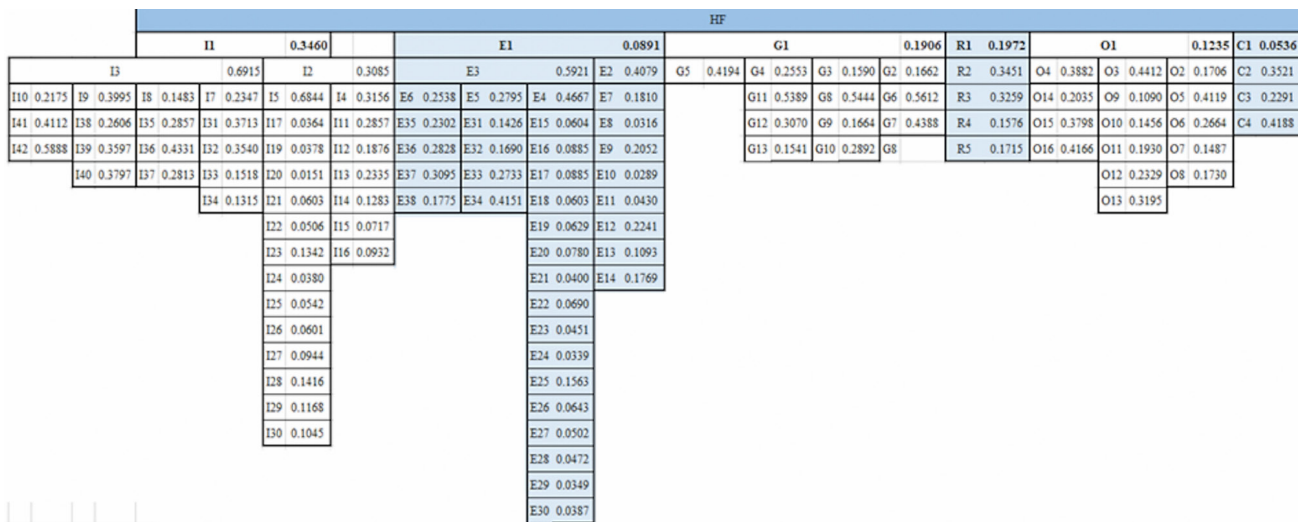 HF
I1 0.3460 E1 0.0891 G1 0.1906 R1 0.1972 O1 0.1235 C1 0.0536
I3 0.6915 I2 0.3085 E3 0.5921 E2 0.4079 G5 0.4194 G4 0.2553 G3 0.1590 G2 0.1662 R2 0.3451 O4 0.3882 O3 0.4412 O2 0.1706 C2 0.3521
I10 0.2175 I9 0.3995 I8 0.1483 I7 0.2347 I5 0.6844 I4 0.3156 E6 0.2538 E5 0.2795 E4 0.4667 E7 0.1810 G11 0.5389 G8 0.5444 G6 0.5612 R3 0.3259 O14 0.2035 O9 0.1090 O5 0.4119 C3 0.2291
I41 0.4112 I38 0.2606 I35 0.2857 I31 0.3713 I17 0.0364 I11 0.2857 E35 0.2302 E31 0.1426 E15 0.0604 E8 0.0316 G12 0.3070 G9 0.1664 G7 0.4388 R4 0.1576 O15 0.3798 O10 0.1456 O6 0.2664 C4 0.4188
I42 0.5888 I39 0.3597 I36 0.4331 I32 0.3540 I19 0.0378 I12 0.1876 E36 0.2828 E32 0.1690 E16 0.0885 E9 0.2052 G13 0.1541 G10 0.2892 G8 R5 0.1715 O16 0.4166 O11 0.1930 O7 0.1487
I40 0.3797 I37 0.2813 I33 0.1518 I20 0.0151 I13 0.2335 E37 0.3095 E33 0.2733 E17 0.0885 E10 0.0289 O12 0.2329 O8 0.1730
I34 0.1315 I21 0.0603 I14 0.1283 E38 0.1775 E34 0.4151 E18 0.0603 E11 0.0430 O13 0.3195
I22 0.0506 I15 0.0717 E19 0.0629 E12 0.2241
I23 0.1342 I16 0.0932 E20 0.0780 E13 0.1093
I24 0.0380 E21 0.0400 E14 0.1769
I25 0.0542 E22 0.0690
I26 0.0601 E23 0.0451
I27 0.0944 E24 0.0339
I28 0.1416 E25 0.1563
I29 0.1168 E26 0.0643
I30 0.1045 E27 0.0502
E28 0.0472
E29 0.0349
E30 0.0387